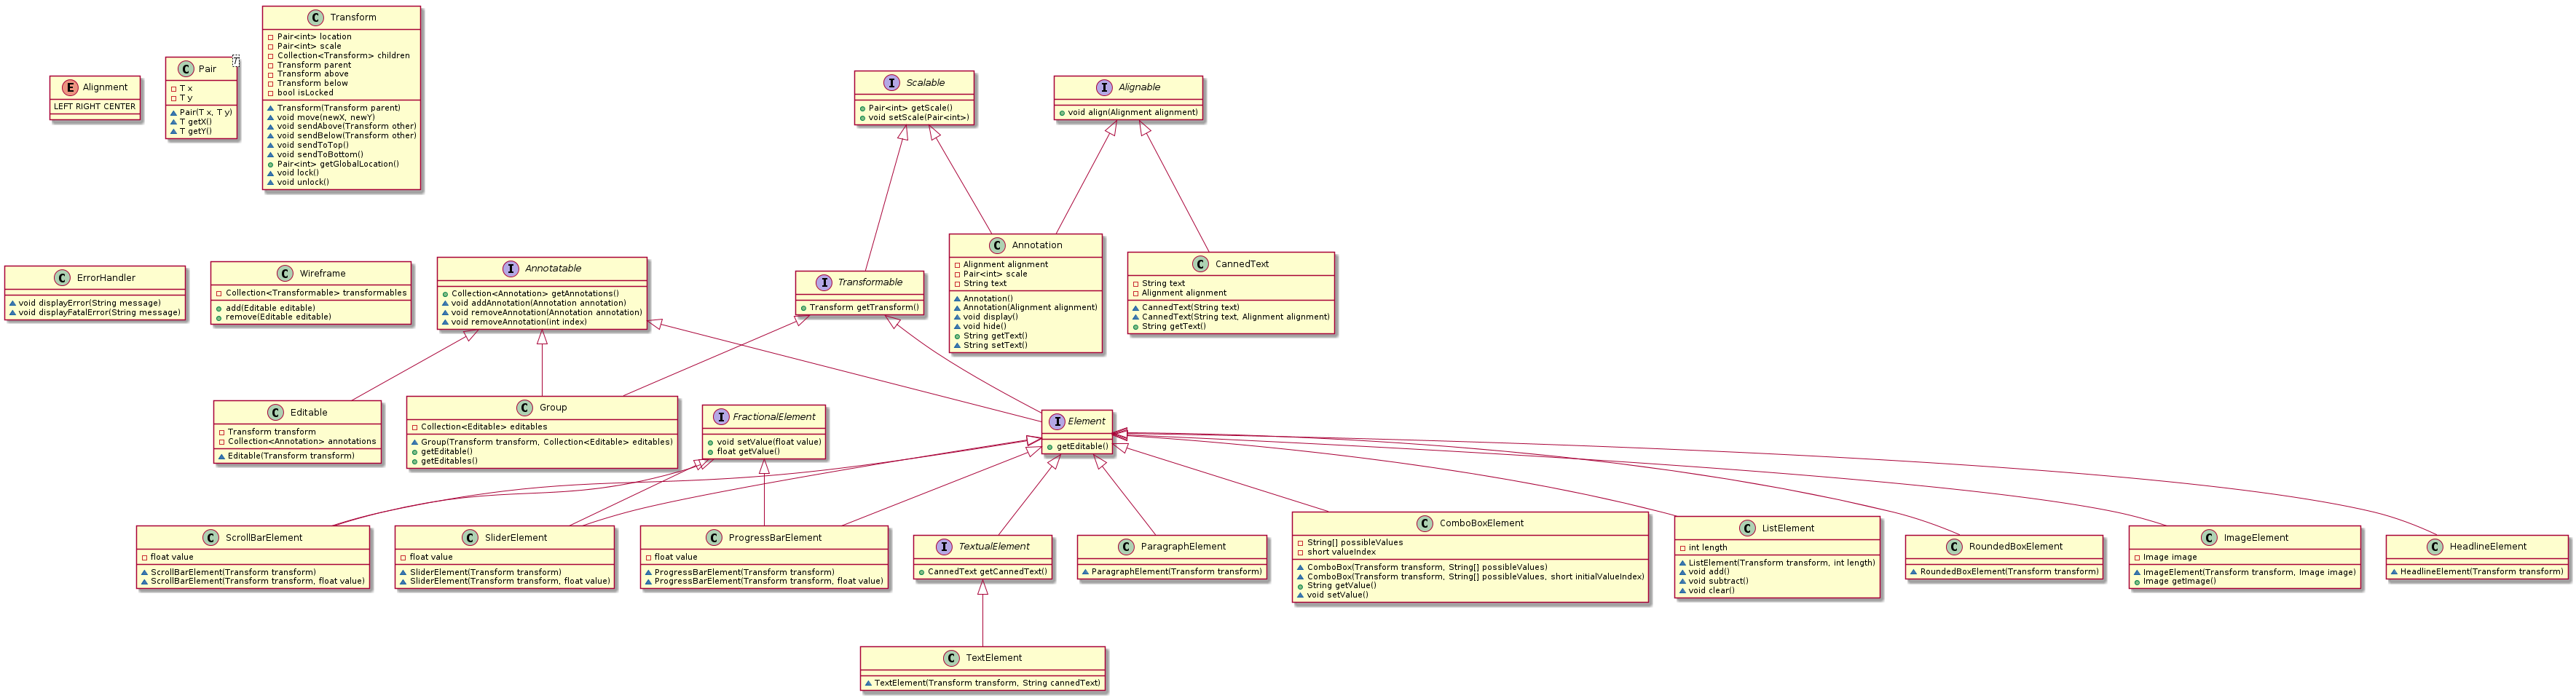 E Alignment
LEFT RIGHT CENTER
C Pair
T
T x
T y
Pair(T x, T y)
T getX()
T getY()
C Transform
Pair<int> location
Pair<int> scale
Collection<Transform> children
Transform parent
Transform above
Transform below
bool isLocked
Transform(Transform parent)
void move(newX, newY)
void sendAbove(Transform other)
void sendBelow(Transform other)
void sendToTop()
void sendToBottom()
Pair<int> getGlobalLocation()
void lock()
void unlock()
I Scalable
Pair<int> getScale()
void setScale(Pair<int>)
I Alignable
void align(Alignment alignment)
C ErrorHandler
void displayError(String message)
void displayFatalError(String message)
C Wireframe
Collection<Transformable> transformables
add(Editable editable)
remove(Editable editable)
I Annotatable
Collection<Annotation> getAnnotations()
void addAnnotation(Annotation annotation)
void removeAnnotation(Annotation annotation)
void removeAnnotation(int index)
I Transformable
Transform getTransform()
C Annotation
Alignment alignment
Pair<int> scale
String text
Annotation()
Annotation(Alignment alignment)
void display()
void hide()
String getText()
String setText()
C CannedText
String text
Alignment alignment
CannedText(String text)
CannedText(String text, Alignment alignment)
String getText()
C Editable
Transform transform
Collection<Annotation> annotations
Editable(Transform transform)
C Group
Collection<Editable> editables
Group(Transform transform, Collection<Editable> editables)
getEditable()
getEditables()
I FractionalElement
void setValue(float value)
float getValue()
I Element
getEditable()
C ScrollBarElement
float value
ScrollBarElement(Transform transform)
ScrollBarElement(Transform transform, float value)
C SliderElement
float value
SliderElement(Transform transform)
SliderElement(Transform transform, float value)
C ProgressBarElement
float value
ProgressBarElement(Transform transform)
ProgressBarElement(Transform transform, float value)
I TextualElement
CannedText getCannedText()
C ParagraphElement
ParagraphElement(Transform transform)
C ComboBoxElement
String[] possibleValues
short valueIndex
ComboBox(Transform transform, String[] possibleValues)
ComboBox(Transform transform, String[] possibleValues, short initialValueIndex)
String getValue()
void setValue()
C ListElement
int length
ListElement(Transform transform, int length)
void add()
void subtract()
void clear()
C RoundedBoxElement
RoundedBoxElement(Transform transform)
C ImageElement
Image image
ImageElement(Transform transform, Image image)
Image getImage()
C HeadlineElement
HeadlineElement(Transform transform)
C TextElement
TextElement(Transform transform, String cannedText)